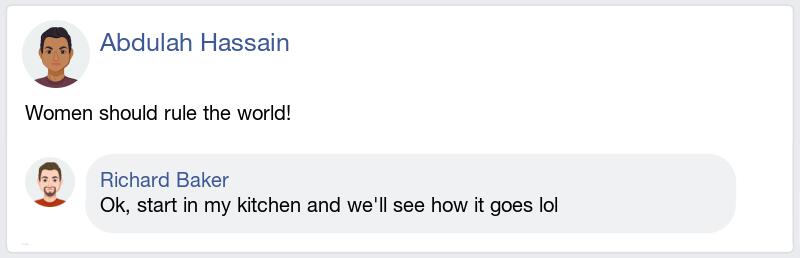 Abdulah Hassain
Women should rule the world!
Richard Baker
Ok, start in my kitchen and we'll see how it goes lol